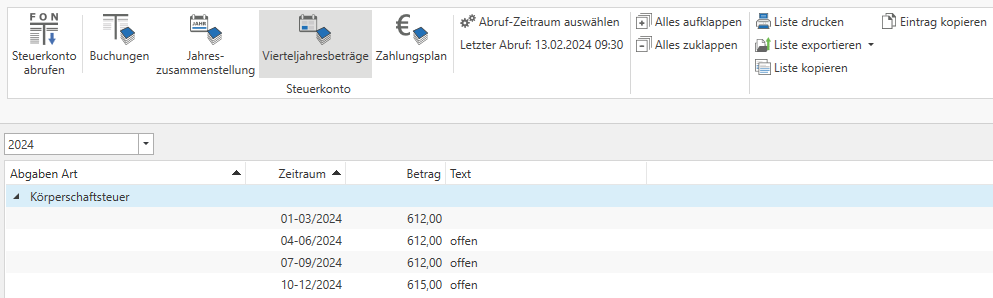 FON
Steuerkonto
abrufen
Buchungen
JAHR
Jahres-
zusammenstellung
Vierteljahresbeträge
Zahlungsplan
Steuerkonto
Abruf-Zeitraum auswählen
Letzter Abruf: 13.02.2024 09:30
Alles aufklappen
Alles zuklappen
Liste drucken
Liste exportieren
Liste kopieren
Eintrag kopieren
2024
Abgaben Art Zeitraum Betrag Text
Körperschaftsteuer
01-03/2024 612,00
04-06/2024 612,00 offen
07-09/2024 612,00 offen
10-12/2024 615,00 offen